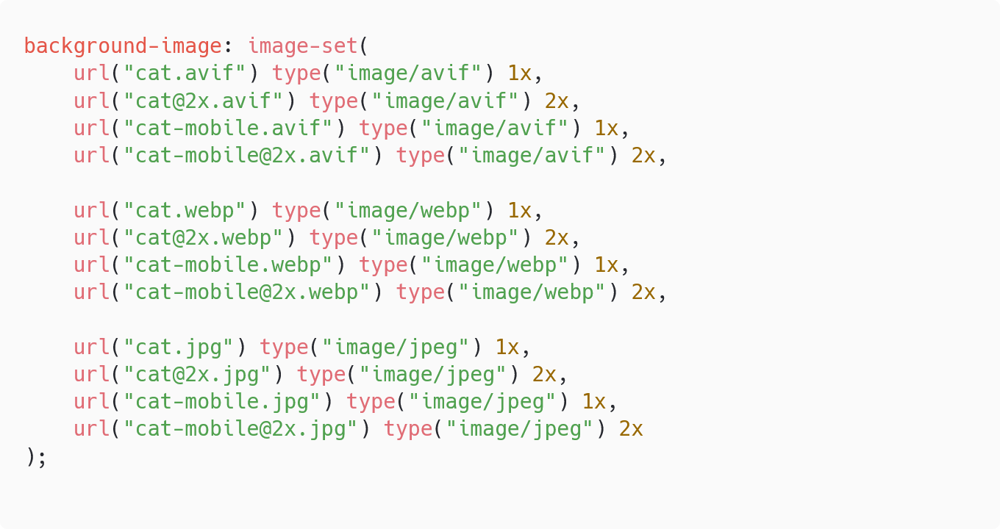 background-image: image-set(
    url("cat.avif") type("image/avif") 1x,
    url("cat@2x.avif") type("image/avif") 2x,
    url("cat-mobile.avif") type("image/avif") 1x,
    url("cat-mobile@2x.avif") type("image/avif") 2x,

    url("cat.webp") type("image/webp") 1x,
    url("cat@2x.webp") type("image/webp") 2x,
    url("cat-mobile.webp") type("image/webp") 1x,
    url("cat-mobile@2x.webp") type("image/webp") 2x,

    url("cat.jpg") type("image/jpeg") 1x,
    url("cat@2x.jpg") type("image/jpeg") 2x,
    url("cat-mobile.jpg") type("image/jpeg") 1x,
    url("cat-mobile@2x.jpg") type("image/jpeg") 2x
);